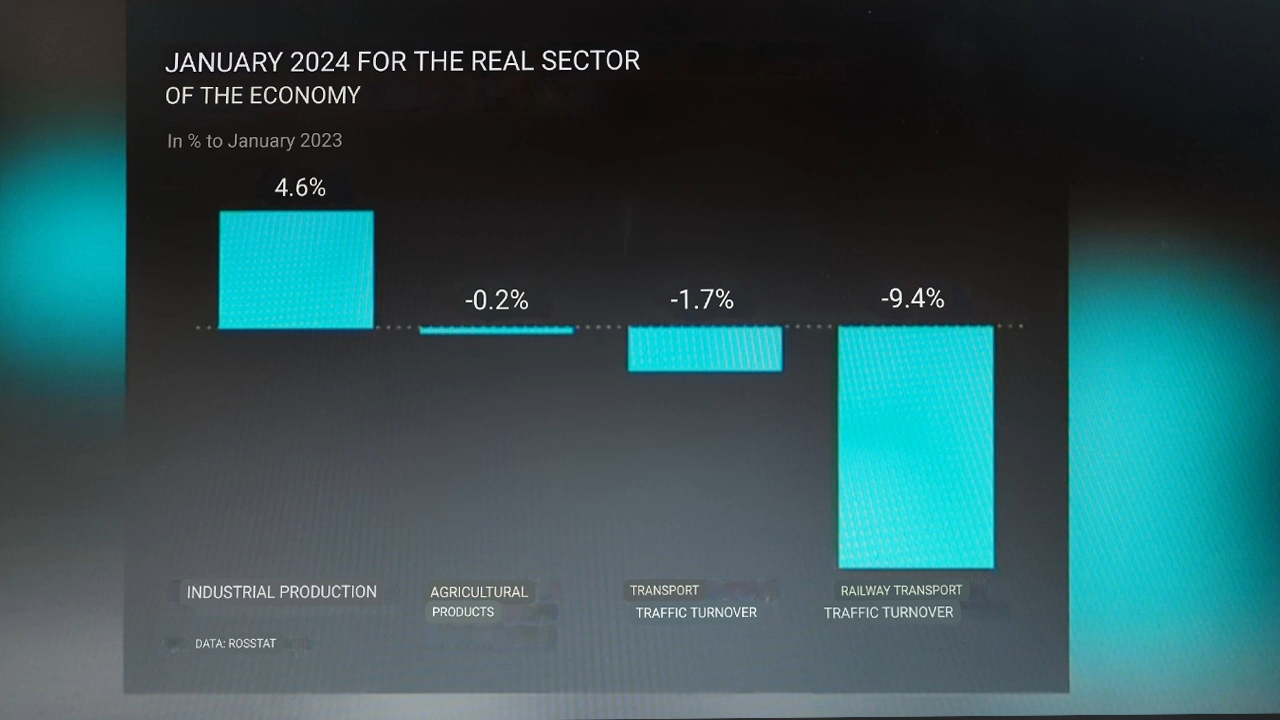 JANUARY 2024 FOR THE REAL SECTOR
OF THE ECONOMY
In % to January 2023
4.6%
-0.2%
-1.7%
-9.4%
INDUSTRIAL PRODUCTION
AGRICULTURAL
PRODUCTS
TRANSPORT
TRAFFIC TURNOVER
RAILWAY TRANSPORT
TRAFFIC TURNOVER
DATA: ROSSTAT